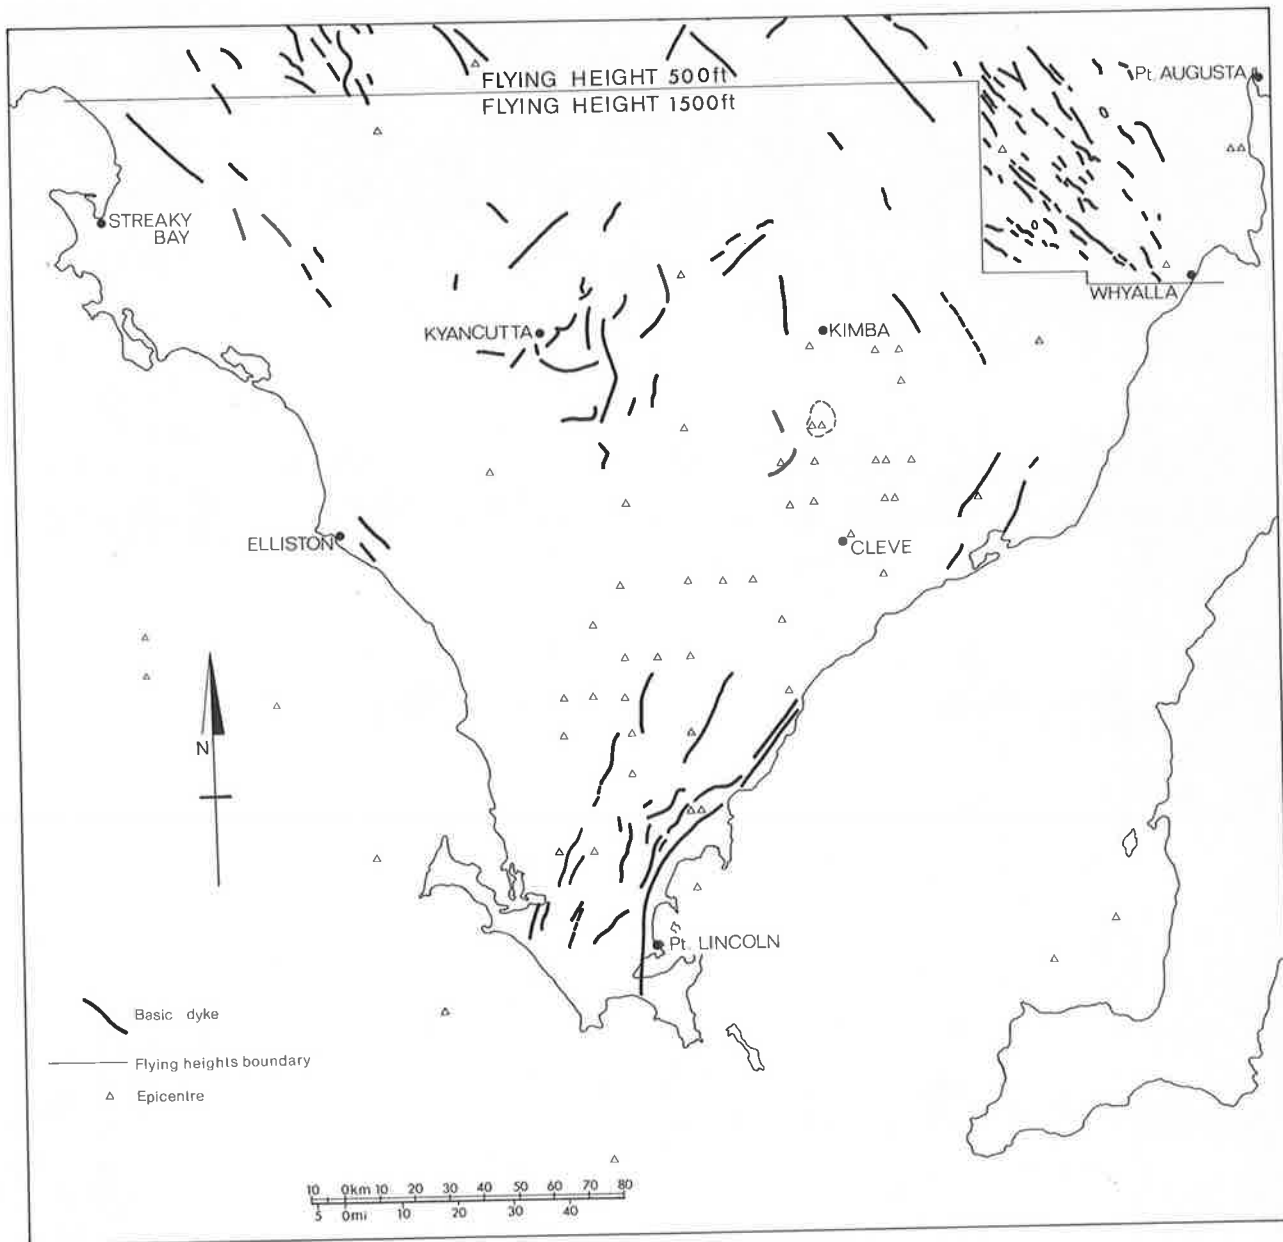 FLYING HEIGHT 500ft
FLYING HEIGHT 1500ft
Pt. AUGUSTA
STREAKY
BAY
WHYALLA
KYANCUTTA
KIMBA
ELLISTON
CLEVE
N
Pt. LINCOLN
Basic dyke
Flying heights boundary
Epicentre
10 0km 10 20 30 40 50 60 70 80
5 0mi 10 20 30 40